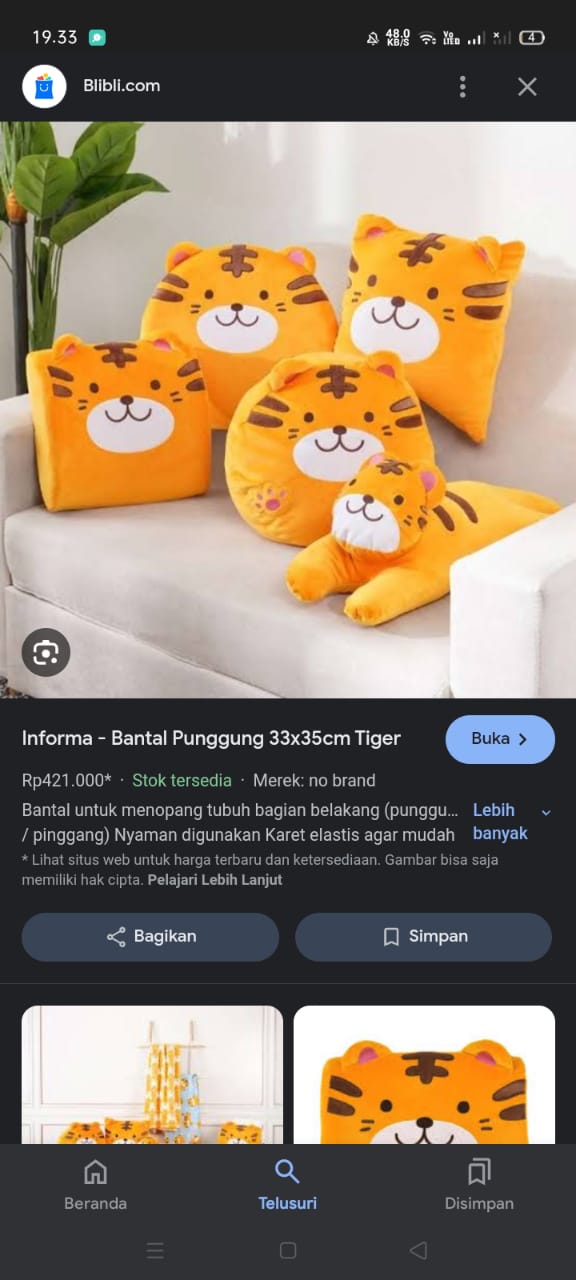 19.33
48.0
KB/S
Vo
LTED
4
Blibli.com
Informa - Bantal Punggung 33x35cm Tiger
Buka
Rp421.000* · Stok tersedia · Merek: no brand
Bantal untuk menopang tubuh bagian belakang (punggu... Lebih
/ pinggang) Nyaman digunakan Karet elastis agar mudah banyak
* Lihat situs web untuk harga terbaru dan ketersediaan. Gambar bisa saja
memiliki hak cipta. Pelajari Lebih Lanjut
Bagikan
Simpan
Beranda
Telusuri
Disimpan